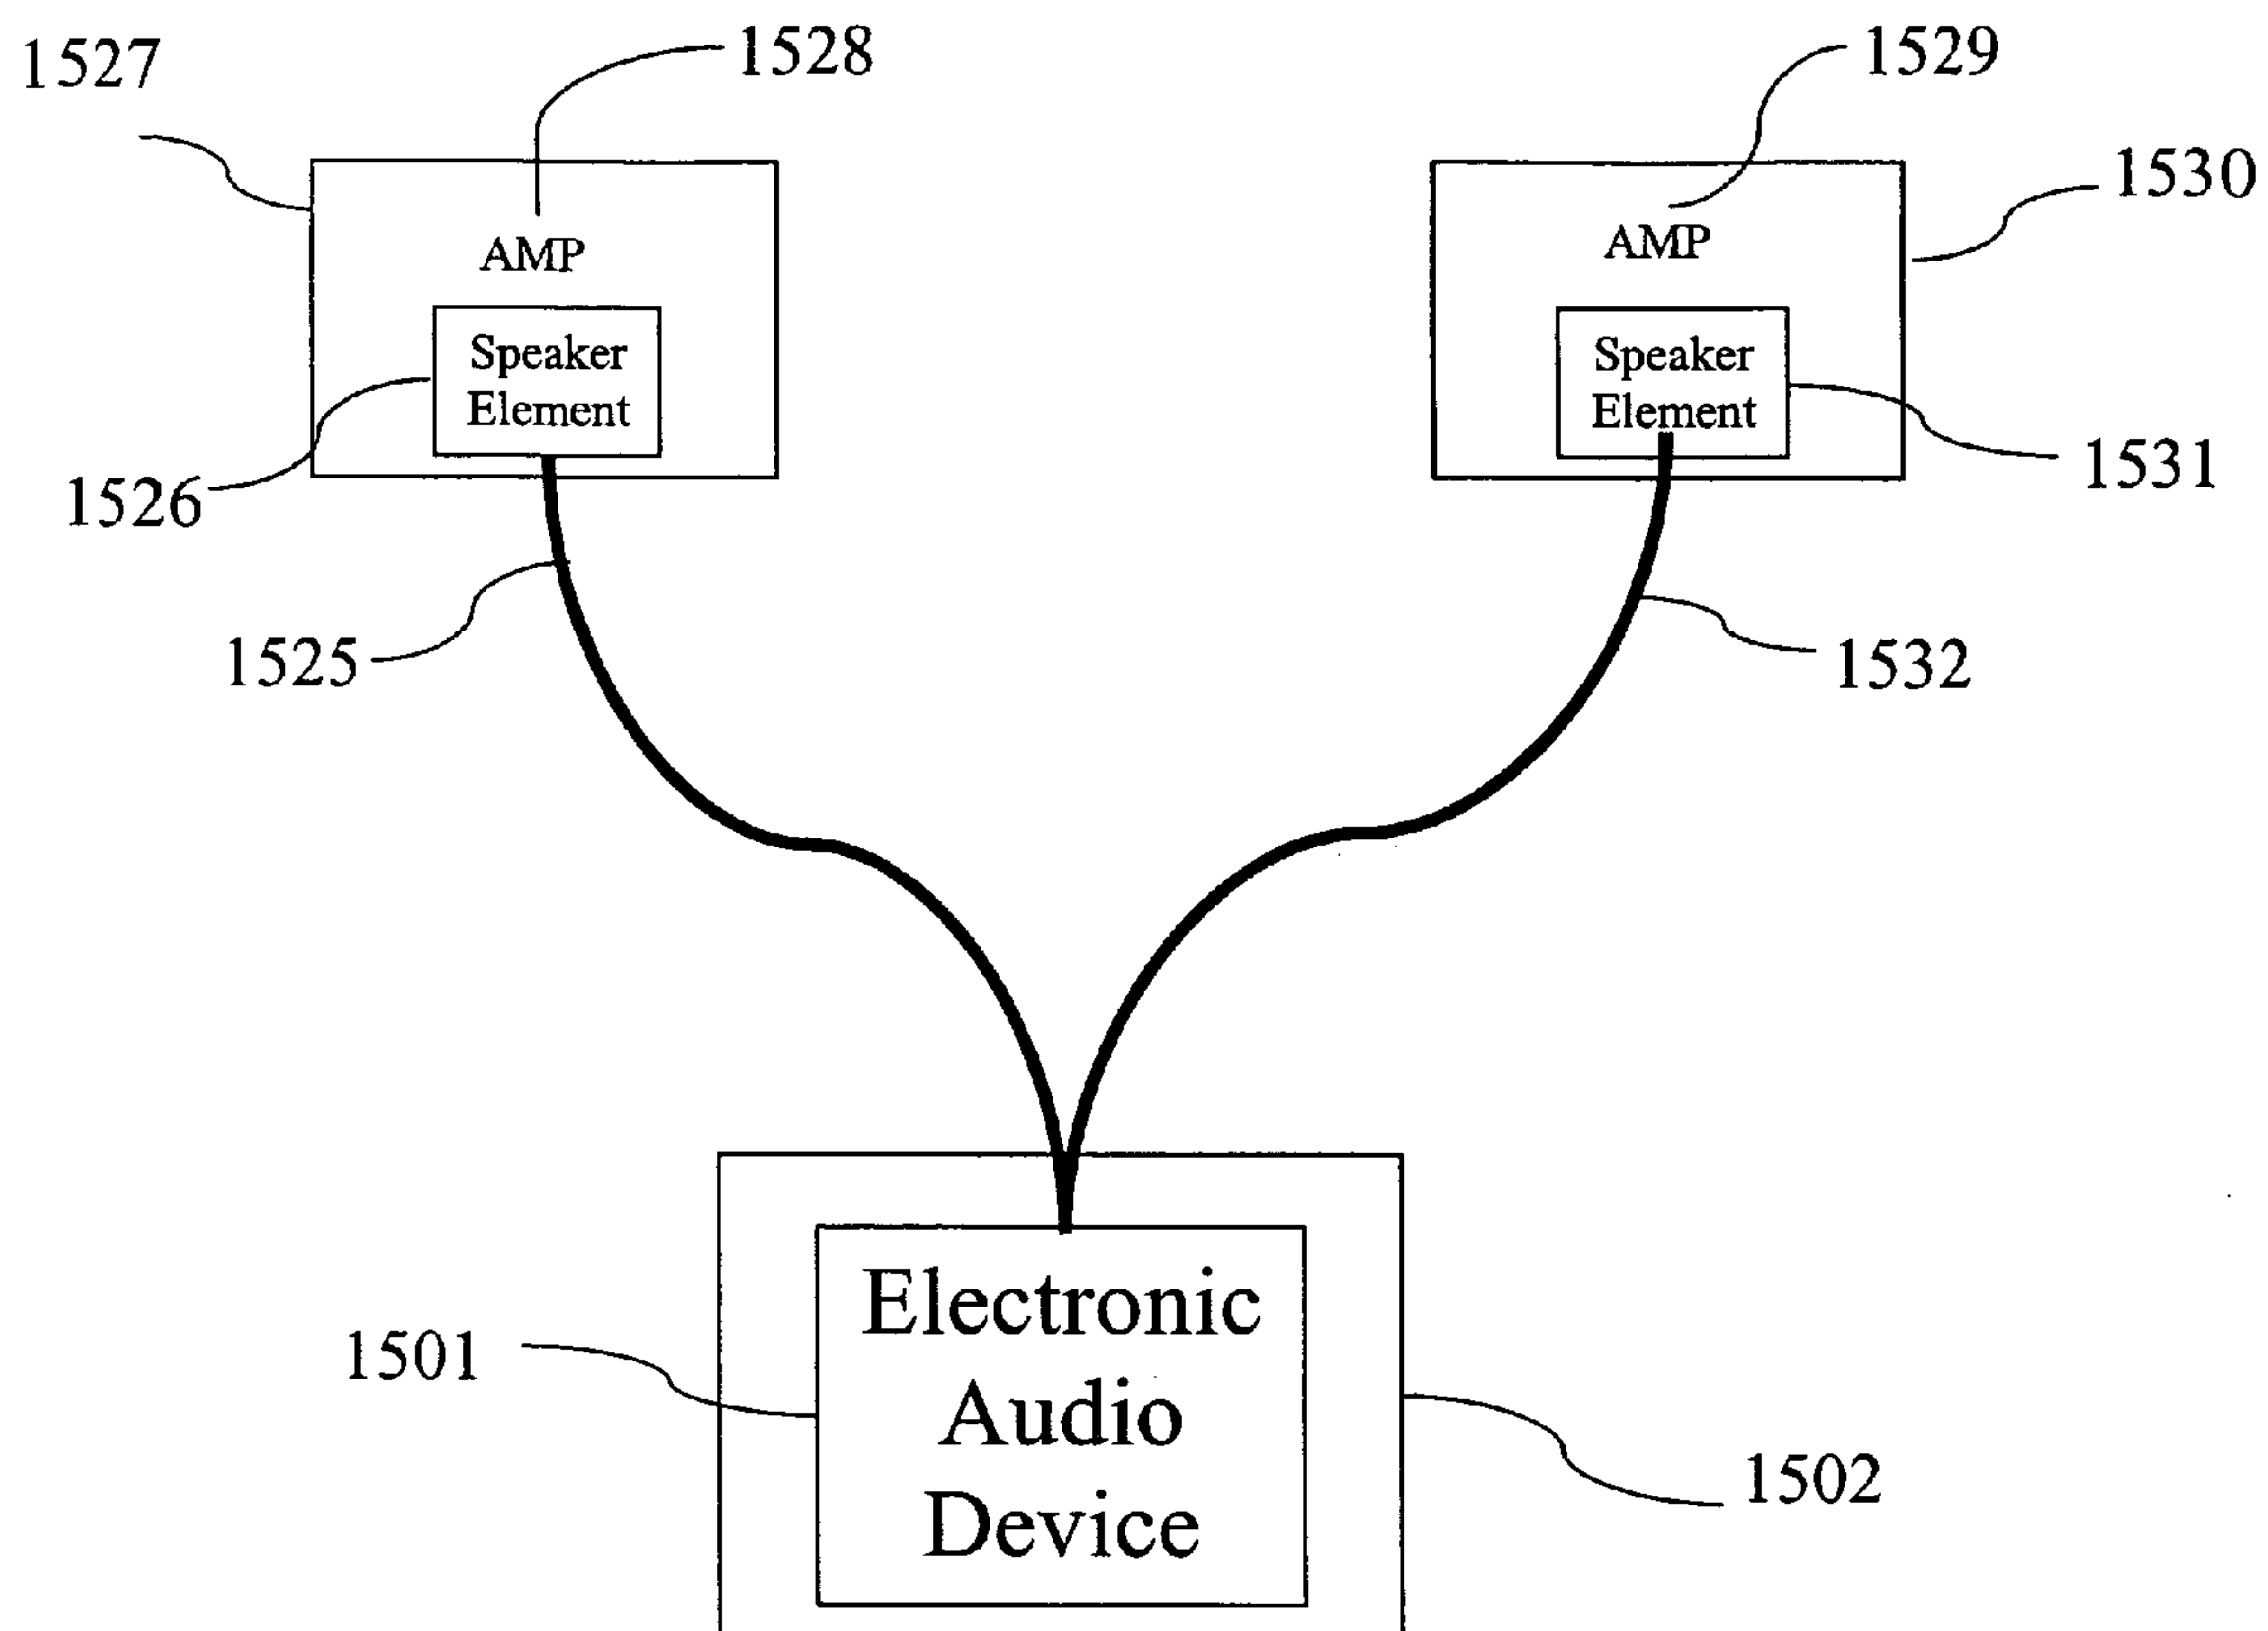 1527
1528
1529
1530
AMP
AMP
Speaker
Element
Speaker
Element
1526
1531
1525
1532
Electronic
Audio
Device
1501
1502